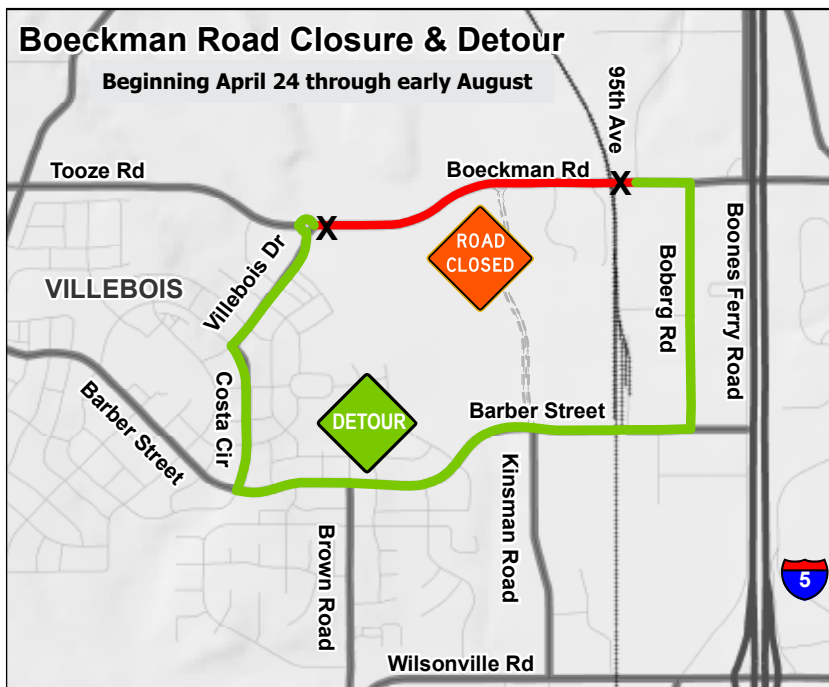 Boeckman Road Closure & Detour
Beginning April 24 through early August
95th Ave
Tooze Rd
Boeckman Rd
X
X
ROAD
CLOSED
Villebois Dr
VILLEBOIS
Boberg Rd
Boones Ferry Road
Costa Cir
Barber Street
DETOUR
Barber Street
Kinsman Road
Brown Road
5
Wilsonville Rd